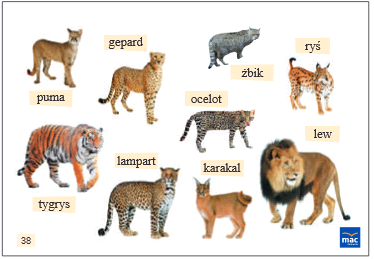 gepard
ryś
żbik
puma
ocelot
lew
lampart
karakal
tygrys
38
mac